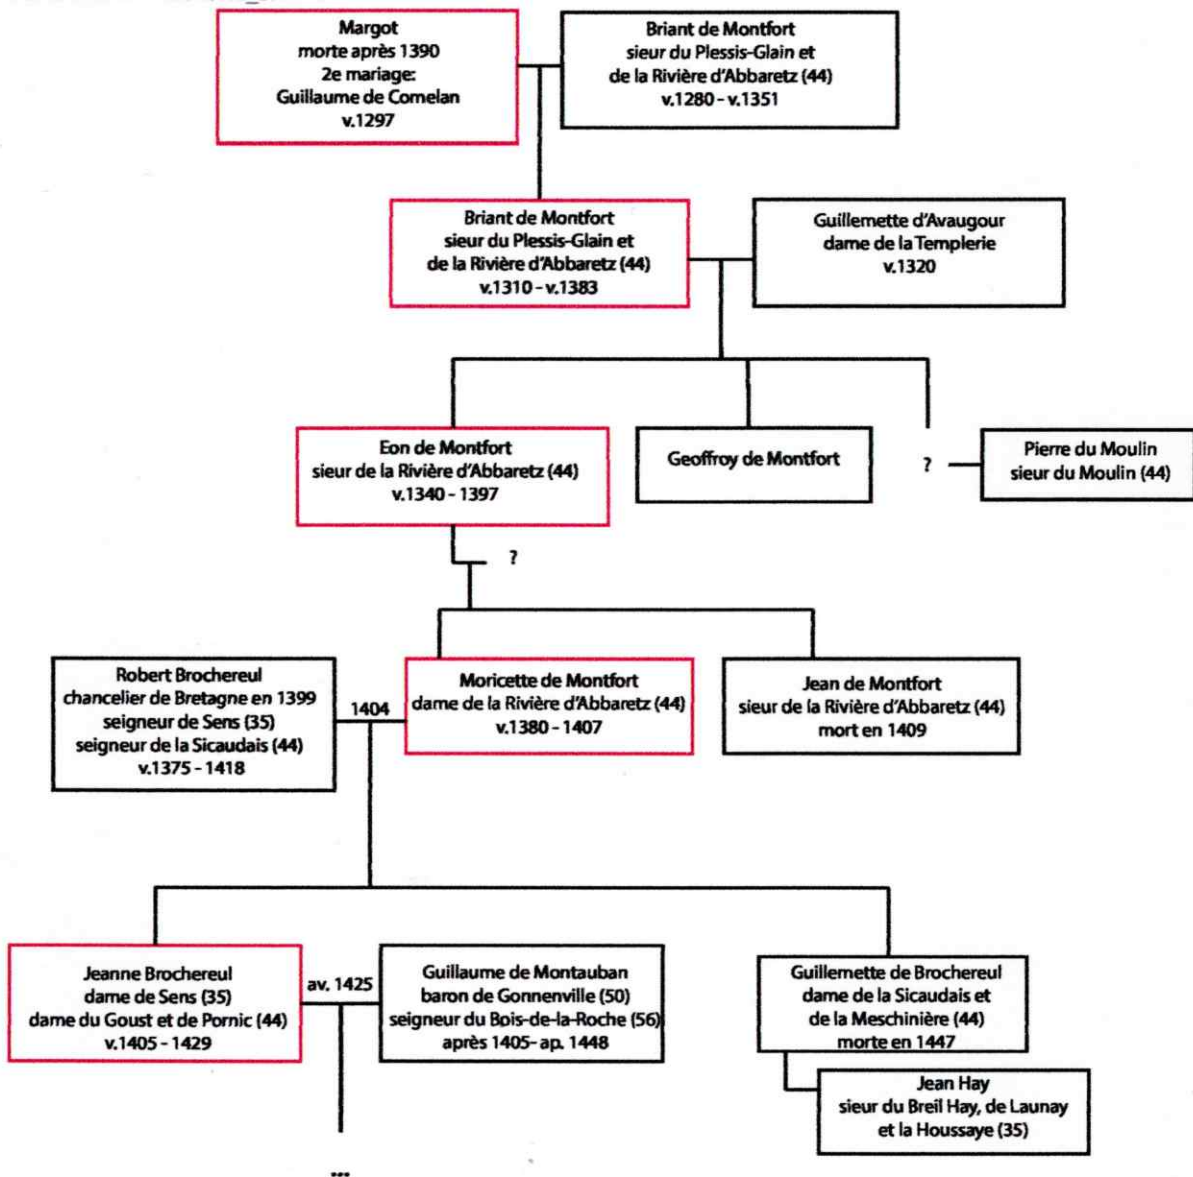 Margot
morte après 1390
2e mariage:
Guillaume de Comelan
v.1297
Briant de Montfort
sieur du Plessis-Glain et
de la Rivière d'Abbaretz (44)
v.1280 - v.1351
Briant de Montfort
sieur du Plessis-Glain et
de la Rivière d'Abbaretz (44)
v.1310 - v.1383
Guillemette d'Avaugour
dame de la Templerie
v.1320
Eon de Montfort
sieur de la Rivière d'Abbaretz (44)
v.1340 - 1397
Geoffroy de Montfort
?
Pierre du Moulin
sieur du Moulin (44)
?
Robert Brochereul
chancelier de Bretagne en 1399
seigneur de Sens (35)
seigneur de la Sicaudais (44)
v.1375 - 1418
1404
Moricette de Montfort
dame de la Rivière d'Abbaretz (44)
v.1380 - 1407
Jean de Montfort
sieur de la Rivière d'Abbaretz (44)
mort en 1409
Jeanne Brochereul
dame de Sens (35)
dame du Goust et de Pornic (44)
v.1405 - 1429
av. 1425
Guillaume de Montauban
baron de Gonnenville (50)
seigneur du Bois-de-la-Roche (56)
après 1405- ap. 1448
Guillemette de Brochereul
dame de la Sicaudais et
de la Meschinière (44)
morte en 1447
Jean Hay
sieur du Breil Hay, de Launay
et la Houssaye (35)
...